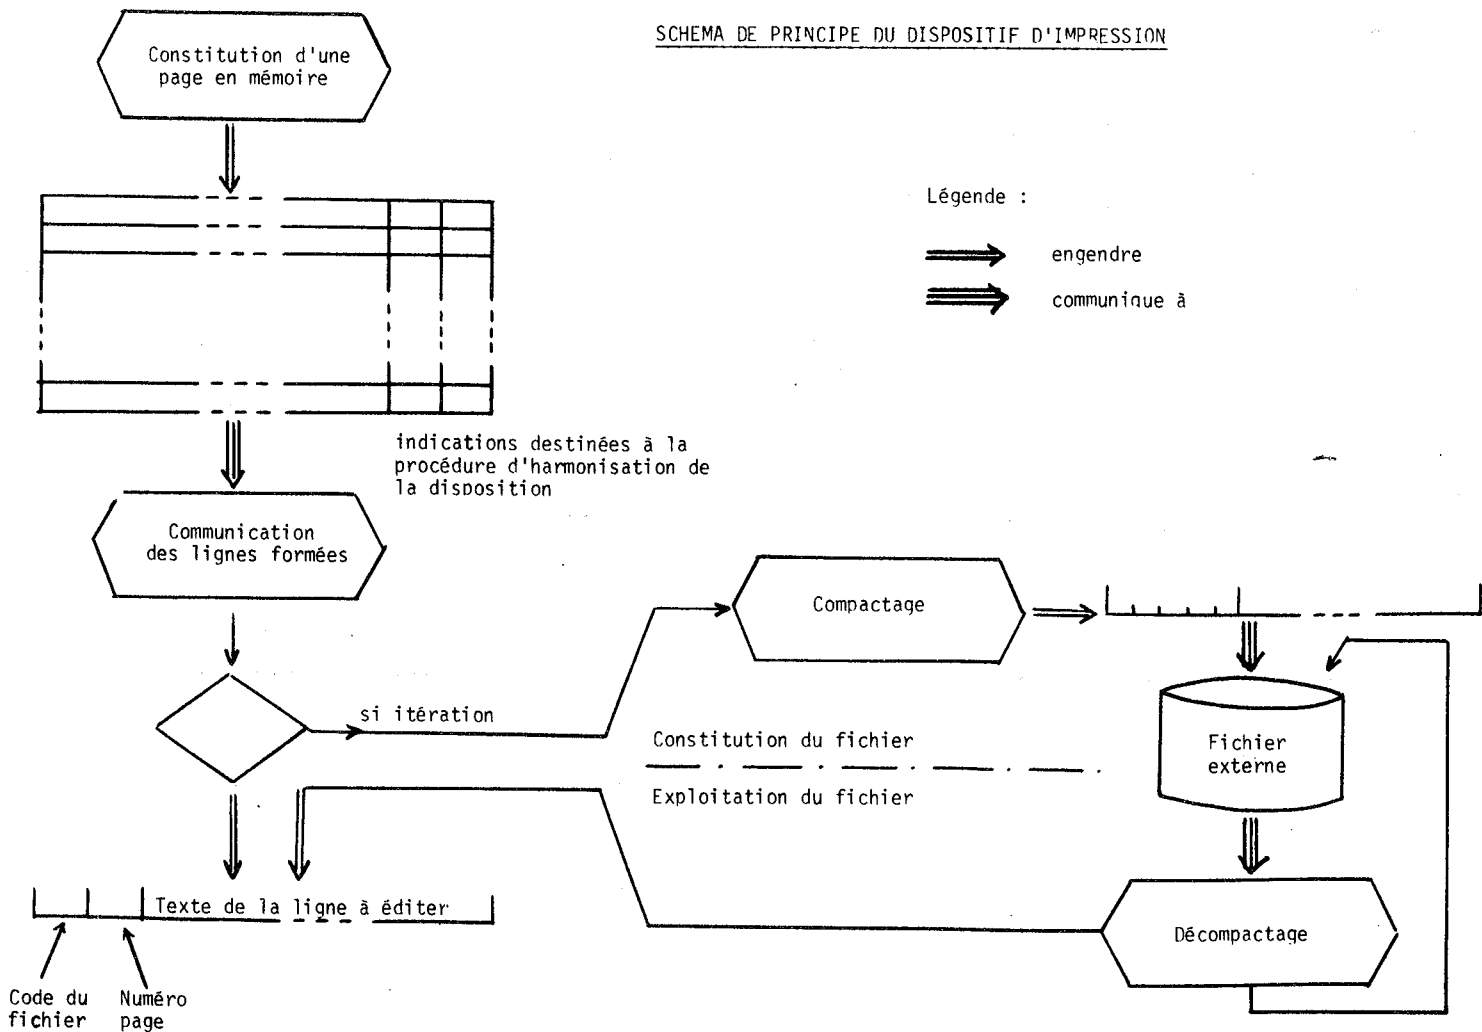 SCHEMA DE PRINCIPE DU DISPOSITIF D'IMPRESSION
Constitution d'une
page en mémoire
Légende :
engendre
communique à
indications destinées à la
procédure d'harmonisation de
la disposition
Communication
des lignes formées
Compactage
si itération
Constitution du fichier
Exploitation du fichier
Fichier
externe
Texte de la ligne à éditer
Décompactage
Code du
fichier
Numéro
page